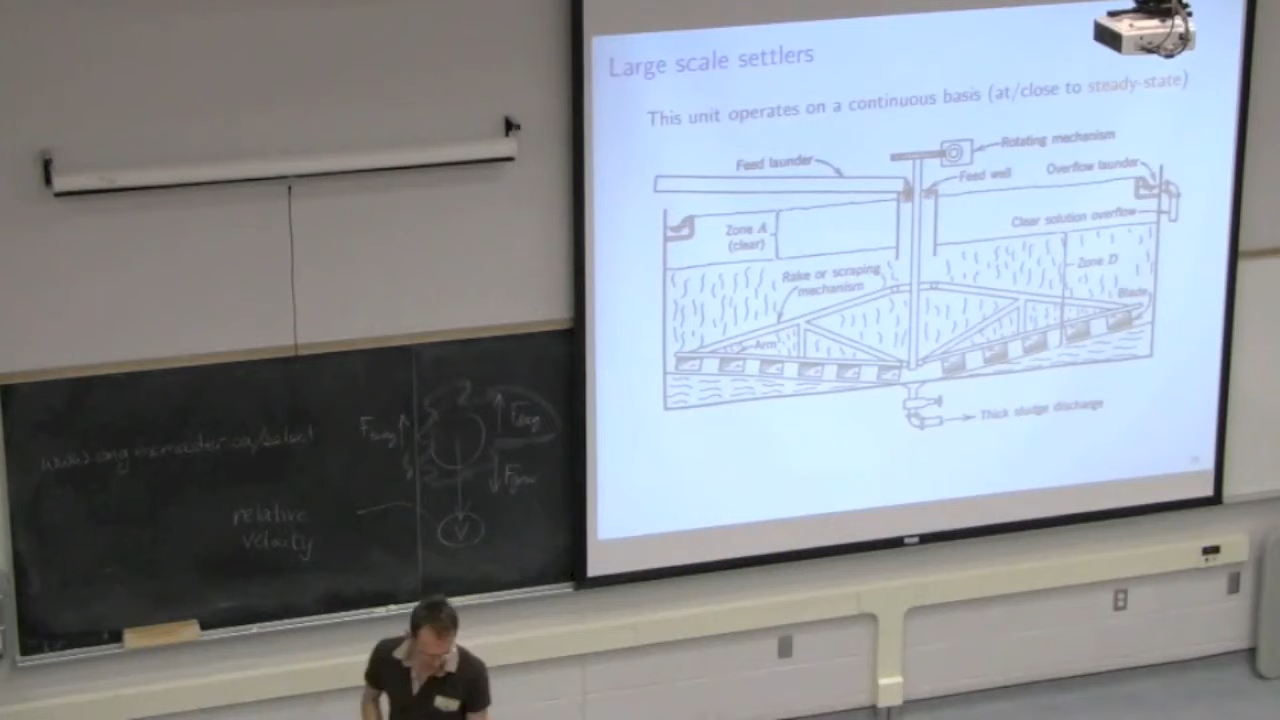 Large scale settlers
This unit operates on a continuous basis (at/close to steady-state)
Rotating mechanism
Feed launder
Feed well
Overflow launder
Clear solution overflow
Zone A
(clear)
Zone D
Rake or scraping
mechanism
Blade
Arm
Thick sludge discharge
relative
velocity
V